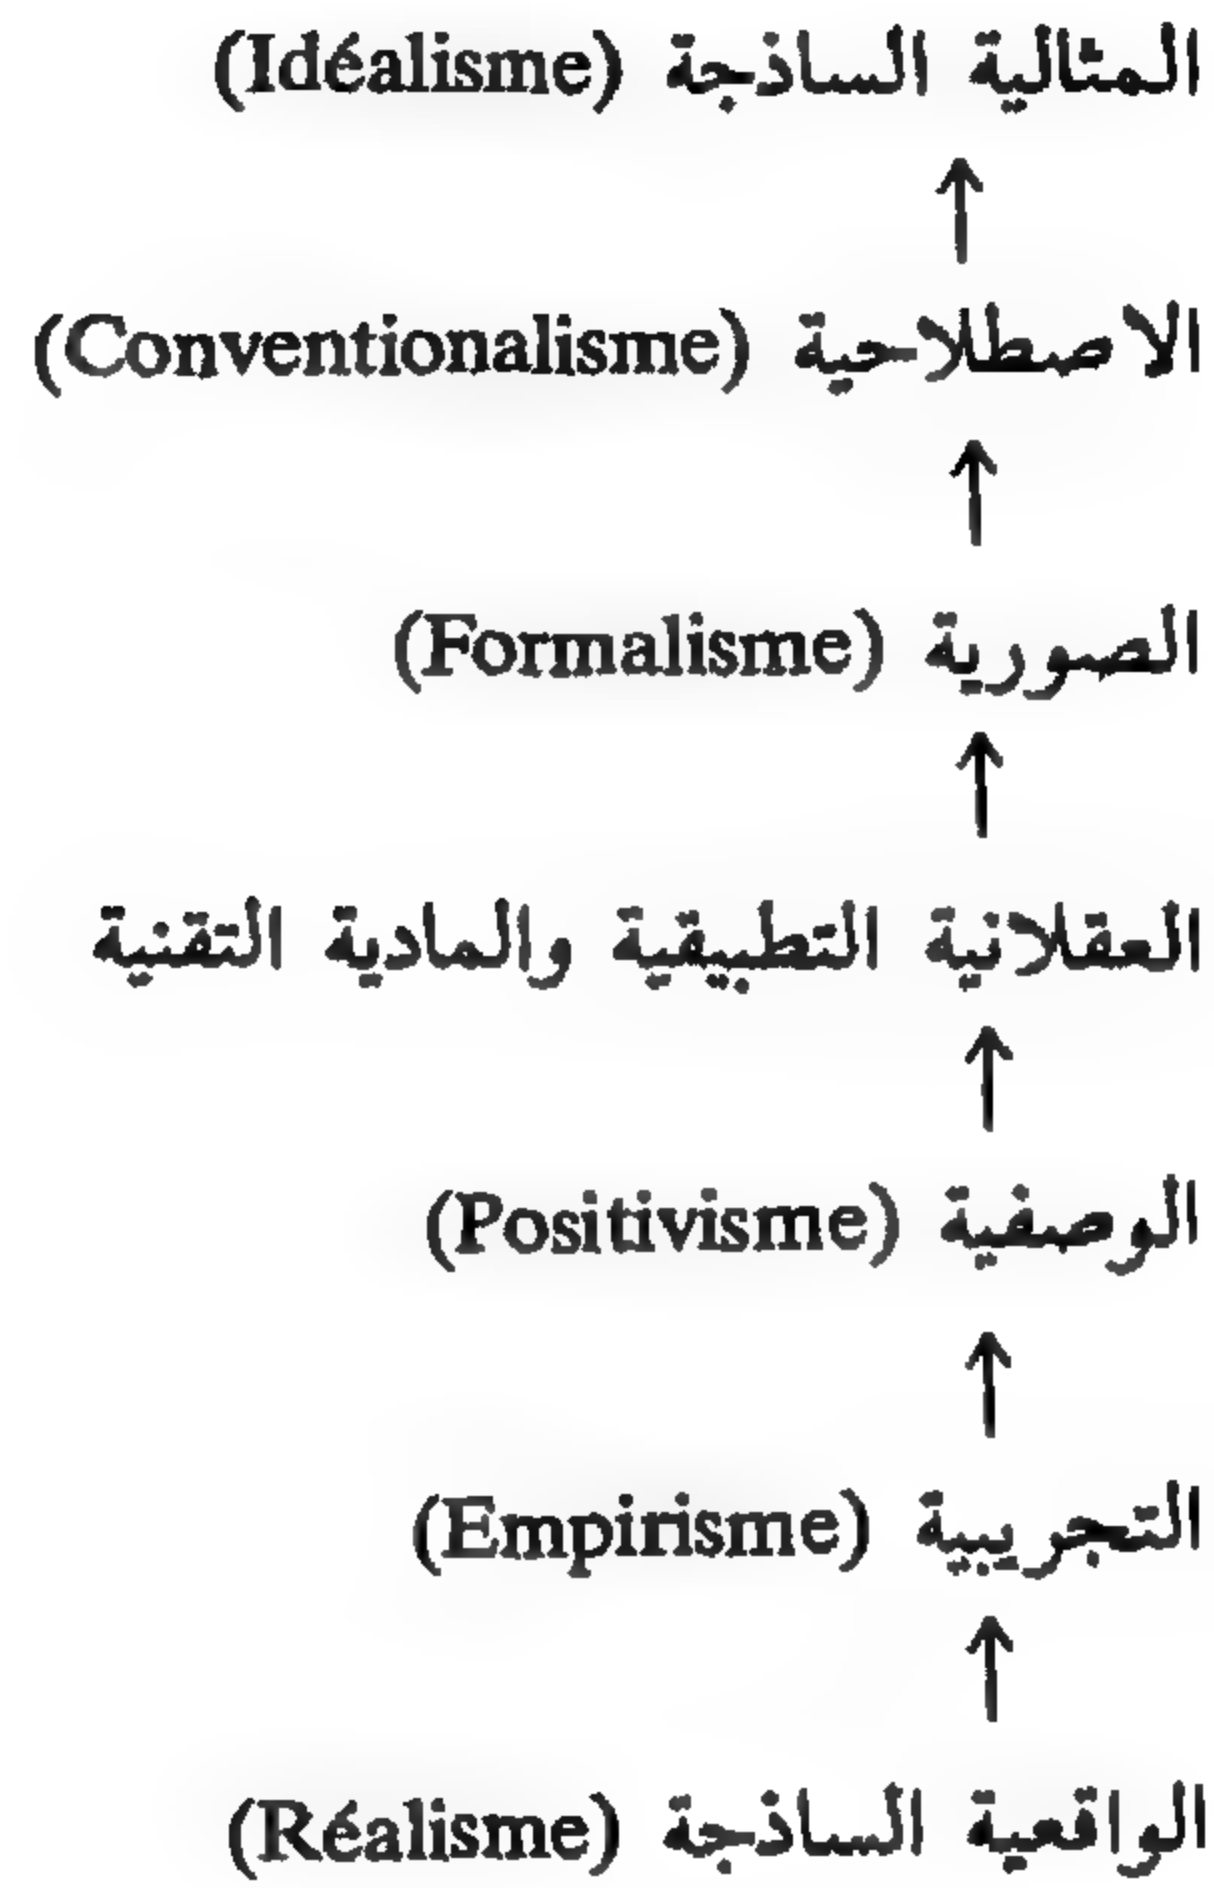 المثالية الساذجة (Idéalisme)
↑
الاصطلاحية (Conventionalisme)
↑
الصورية (Formalisme)
↑
العقلانية التطبيقية والمادية التقنية
↑
الوصفية (Positivisme)
↑
التجريبية (Empirisme)
↑
الواقعية الساذجة (Réalisme)